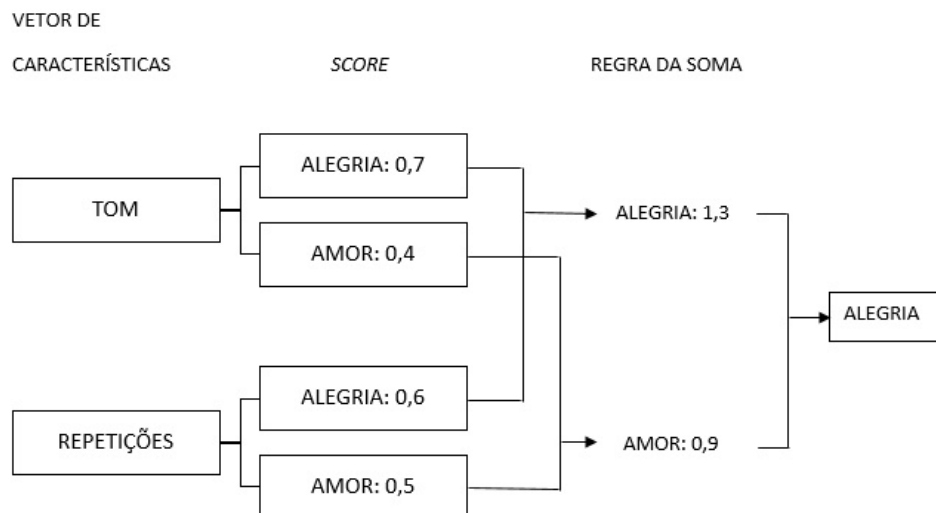 VETOR DE
CARACTERÍSTICAS
SCORE
REGRA DA SOMA
TOM
ALEGRIA: 0,7
AMOR: 0,4
ALEGRIA: 1,3
ALEGRIA
REPETIÇÕES
ALEGRIA: 0,6
AMOR: 0,5
AMOR: 0,9